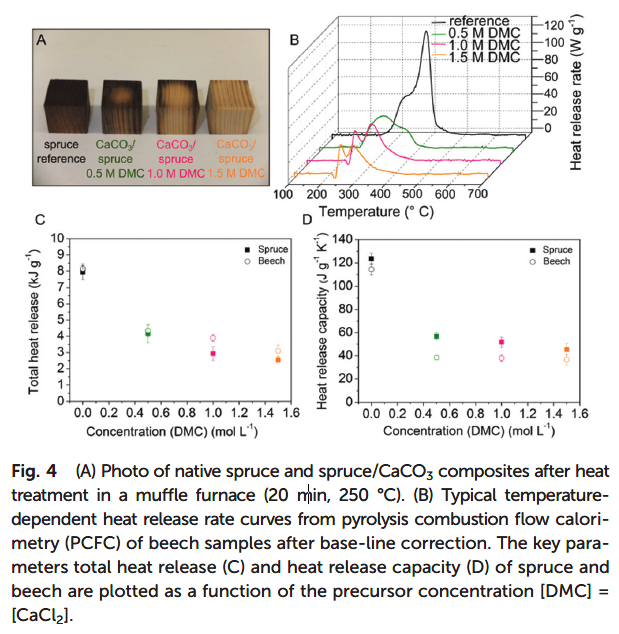 A
spruce
reference
CaCO3/
spruce
0.5 M DMC
CaCO3/
spruce
1.0 M DMC
CaCO3/
spruce
1.5 M DMC
B
reference
0.5 M DMC
1.0 M DMC
1.5 M DMC
120
100
80
60
40
20
0
Heat release rate (W g-1)
100 200 300 400 500 600 700
Temperature (° C)
C
Total heat release (kJ g-1)
10
9
8
7
6
5
4
3
2
1
0
Spruce
Beech
0.0 0.2 0.4 0.6 0.8 1.0 1.2 1.4 1.6
Concentration (DMC) (mol L-1)
D
Heat release capacity (J g-1 K-1)
140
120
100
80
60
40
20
0
Spruce
Beech
0.0 0.2 0.4 0.6 0.8 1.0 1.2 1.4 1.6
Concentration (DMC) (mol L-1)
Fig. 4 (A) Photo of native spruce and spruce/CaCO3 composites after heat
treatment in a muffle furnace (20 min, 250 °C). (B) Typical temperature-
dependent heat release rate curves from pyrolysis combustion flow calori-
metry (PCFC) of beech samples after base-line correction. The key para-
meters total heat release (C) and heat release capacity (D) of spruce and
beech are plotted as a function of the precursor concentration [DMC] =
[CaCl2].